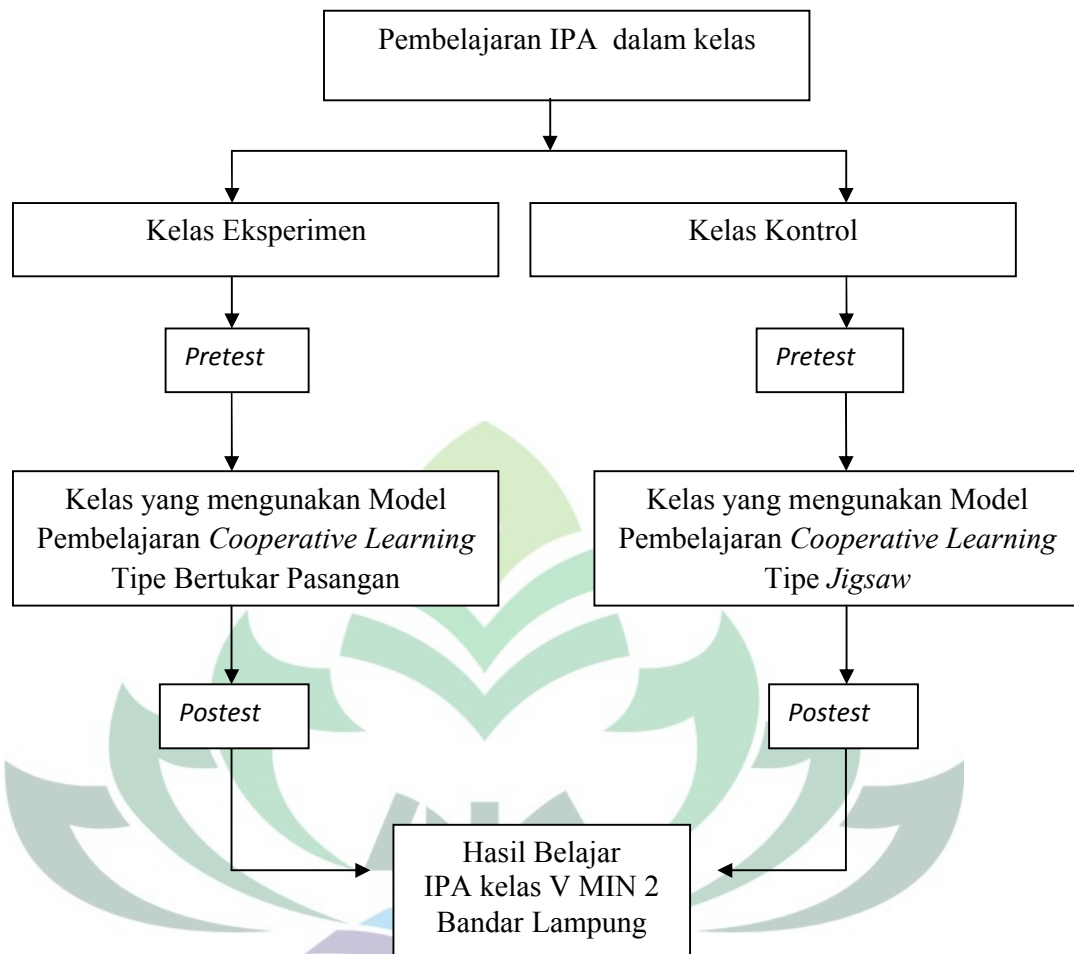 Pembelajaran IPA dalam kelas
Kelas Eksperimen
Kelas Kontrol
Pretest
Pretest
Kelas yang mengunakan Model
Pembelajaran Cooperative Learning
Tipe Bertukar Pasangan
Kelas yang mengunakan Model
Pembelajaran Cooperative Learning
Tipe Jigsaw
Postest
Postest
Hasil Belajar
IPA kelas V MIN 2
Bandar Lampung